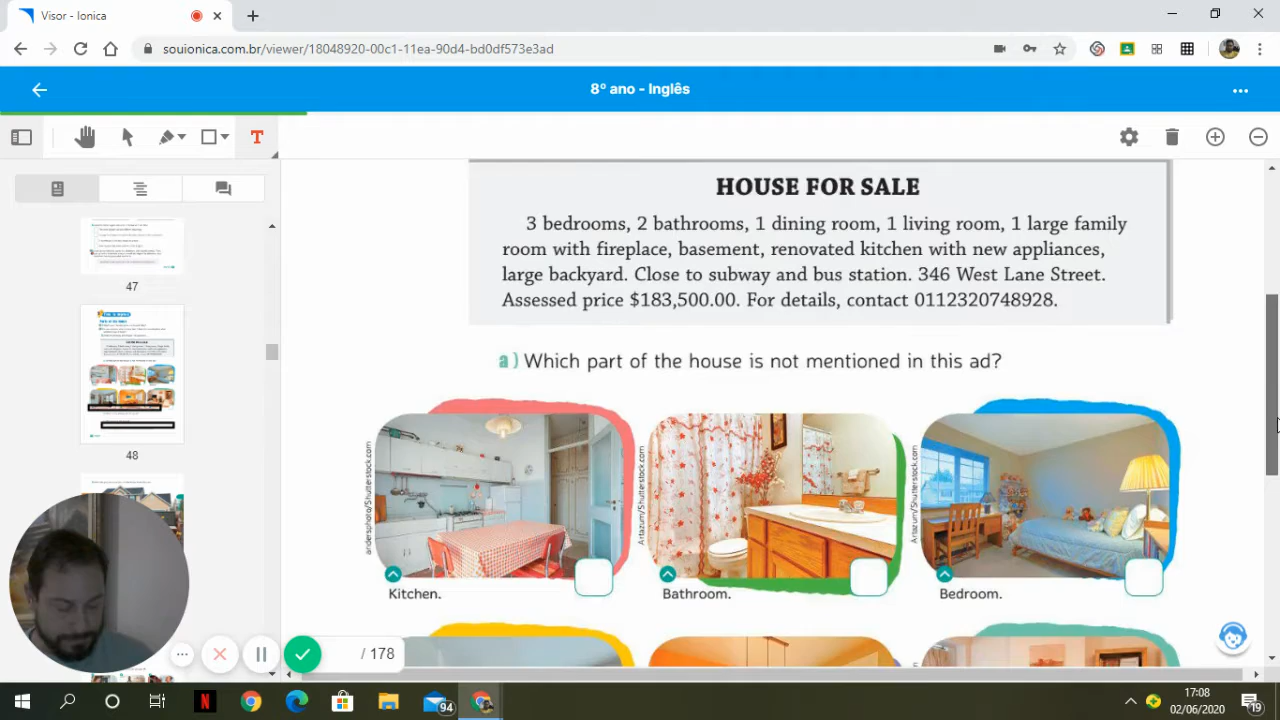 Visor - Ionica
souionica.com.br/viewer/18048920-00c1-11ea-90d4-bd0df573e3ad
8º ano - Inglês
T
47
48
HOUSE FOR SALE
3 bedrooms, 2 bathrooms, 1 dining room, 1 living room, 1 large family
room with fireplace, basement, renovated kitchen with new appliances,
large backyard. Close to subway and bus station. 346 West Lane Street.
Assessed price $183,500.00. For details, contact 0112320748928.
a) Which part of the house is not mentioned in this ad?
andersphoto/Shutterstock.com
Artazum/Shutterstock.com
Artazum/Shutterstock.com
Kitchen.
Bathroom.
Bedroom.
/ 178
94
17:08
02/06/2020
19